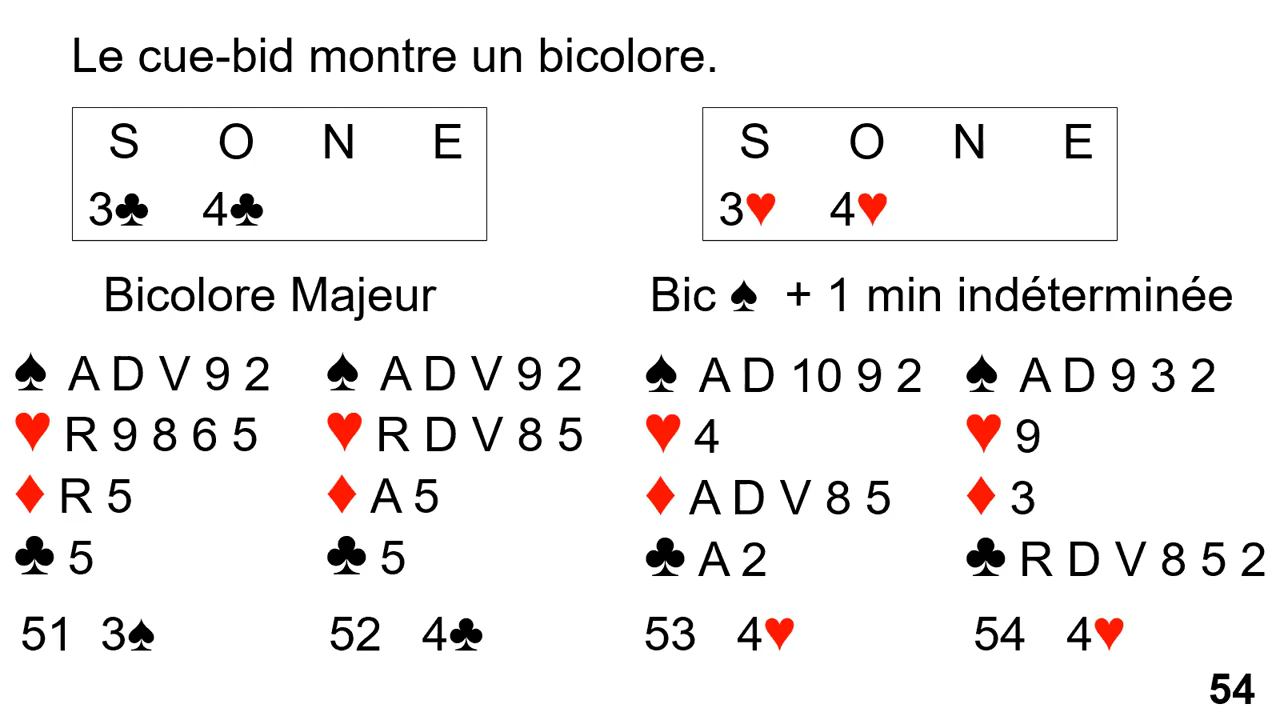 Le cue-bid montre un bicolore.
S O N E
3♣ 4♣
S O N E
3♥ 4♥
Bicolore Majeur
Bic ♠ + 1 min indéterminée
♠ A D V 9 2
♥ R 9 8 6 5
♦ R 5
♣ 5
51 3♠
♠ A D V 9 2
♥ R D V 8 5
♦ A 5
♣ 5
52 4♣
♠ A D 10 9 2
♥ 4
♦ A D V 8 5
♣ A 2
53 4♥
♠ A D 9 3 2
♥ 9
♦ 3
♣ R D V 8 5 2
54 4♥
54